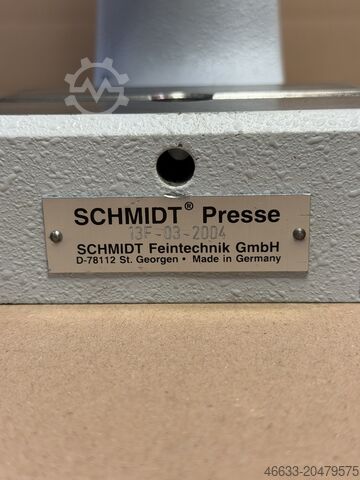 SCHMIDT® Presse
13F-03-2004
SCHMIDT Feintechnik GmbH
D-78112 St. Georgen • Made in Germany
46633-20479575